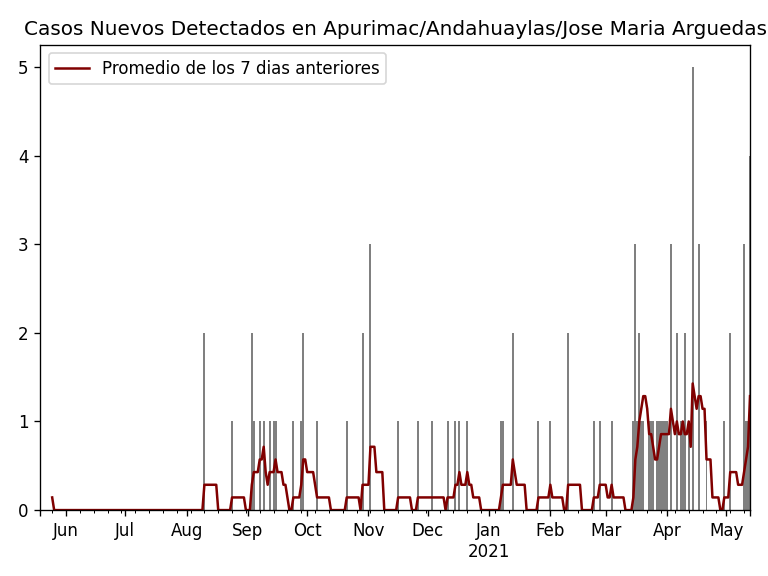 Casos Nuevos Detectados en Apurimac/Andahuaylas/Jose Maria Arguedas
Promedio de los 7 dias anteriores
5
4
3
2
1
0
Jun Jul Aug Sep Oct Nov Dec Jan Feb Mar Apr May
2021